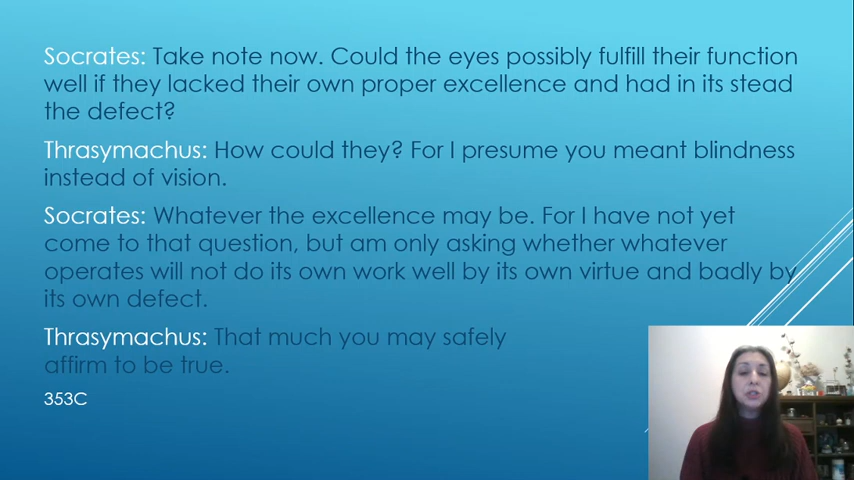 Socrates: Take note now. Could the eyes possibly fulfill their function
well if they lacked their own proper excellence and had in its stead
the defect?
Thrasymachus: How could they? For I presume you meant blindness
instead of vision.
Socrates: Whatever the excellence may be. For I have not yet
come to that question, but am only asking whether whatever
operates will not do its own work well by its own virtue and badly by
its own defect.
Thrasymachus: That much you may safely
affirm to be true.
353C